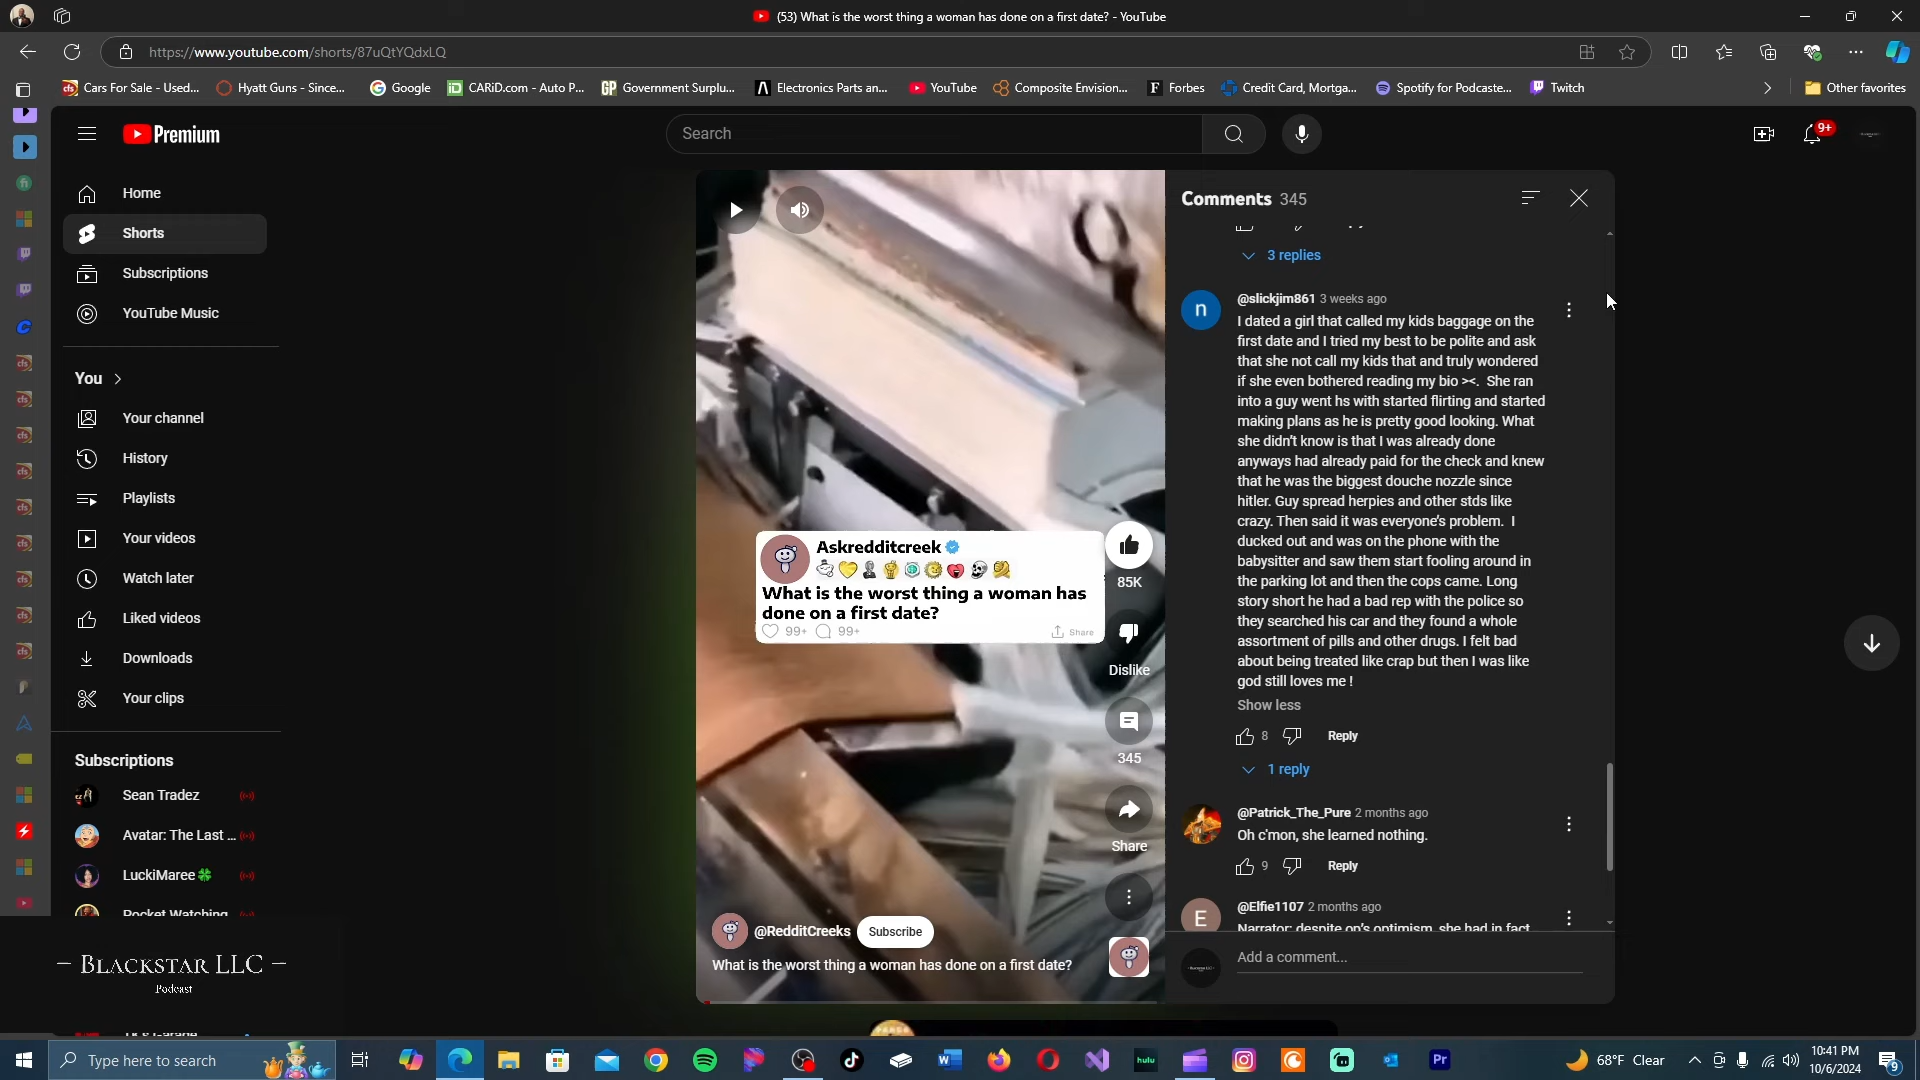 (53) What is the worst thing a woman has done on a first date? - YouTube
https://www.youtube.com/shorts/87uQtYQdxLQ
Cars For Sale - Used...
Hyatt Guns - Since...
Google
CARiD.com - Auto P...
Government Surplu...
Electronics Parts an...
YouTube
Composite Envision...
Forbes
Credit Card, Mortga...
Spotify for Podcaste...
Twitch
Other favorites
Premium
Search
9+
Home
Shorts
Subscriptions
YouTube Music
You
Your channel
History
Playlists
Your videos
Watch later
Liked videos
Downloads
Your clips
Subscriptions
Sean Tradez
Avatar: The Last ...
LuckiMaree
Pocket Watching
- BLACKSTAR LLC -
Podcast
Askredditcreek
What is the worst thing a woman has
done on a first date?
99+ 99+ Share
85K
Dislike
345
Share
@RedditCreeks Subscribe
What is the worst thing a woman has done on a first date?
Comments 345
3 replies
@slickjim861 3 weeks ago
I dated a girl that called my kids baggage on the
first date and I tried my best to be polite and ask
that she not call my kids that and truly wondered
if she even bothered reading my bio ><. She ran
into a guy went hs with started flirting and started
making plans as he is pretty good looking. What
she didn't know is that I was already done
anyways had already paid for the check and knew
that he was the biggest douche nozzle since
hitler. Guy spread herpies and other stds like
crazy. Then said it was everyone's problem. I
ducked out and was on the phone with the
babysitter and saw them start fooling around in
the parking lot and then the cops came. Long
story short he had a bad rep with the police so
they searched his car and they found a whole
assortment of pills and other drugs. I felt bad
about being treated like crap but then I was like
god still loves me !
Show less
8 Reply
1 reply
@Patrick_The_Pure 2 months ago
Oh c'mon, she learned nothing.
9 Reply
@Elfie1107 2 months ago
Narrator: despite op's optimism, she had in fact
Add a comment...
Type here to search
68°F Clear
10:41 PM
10/6/2024